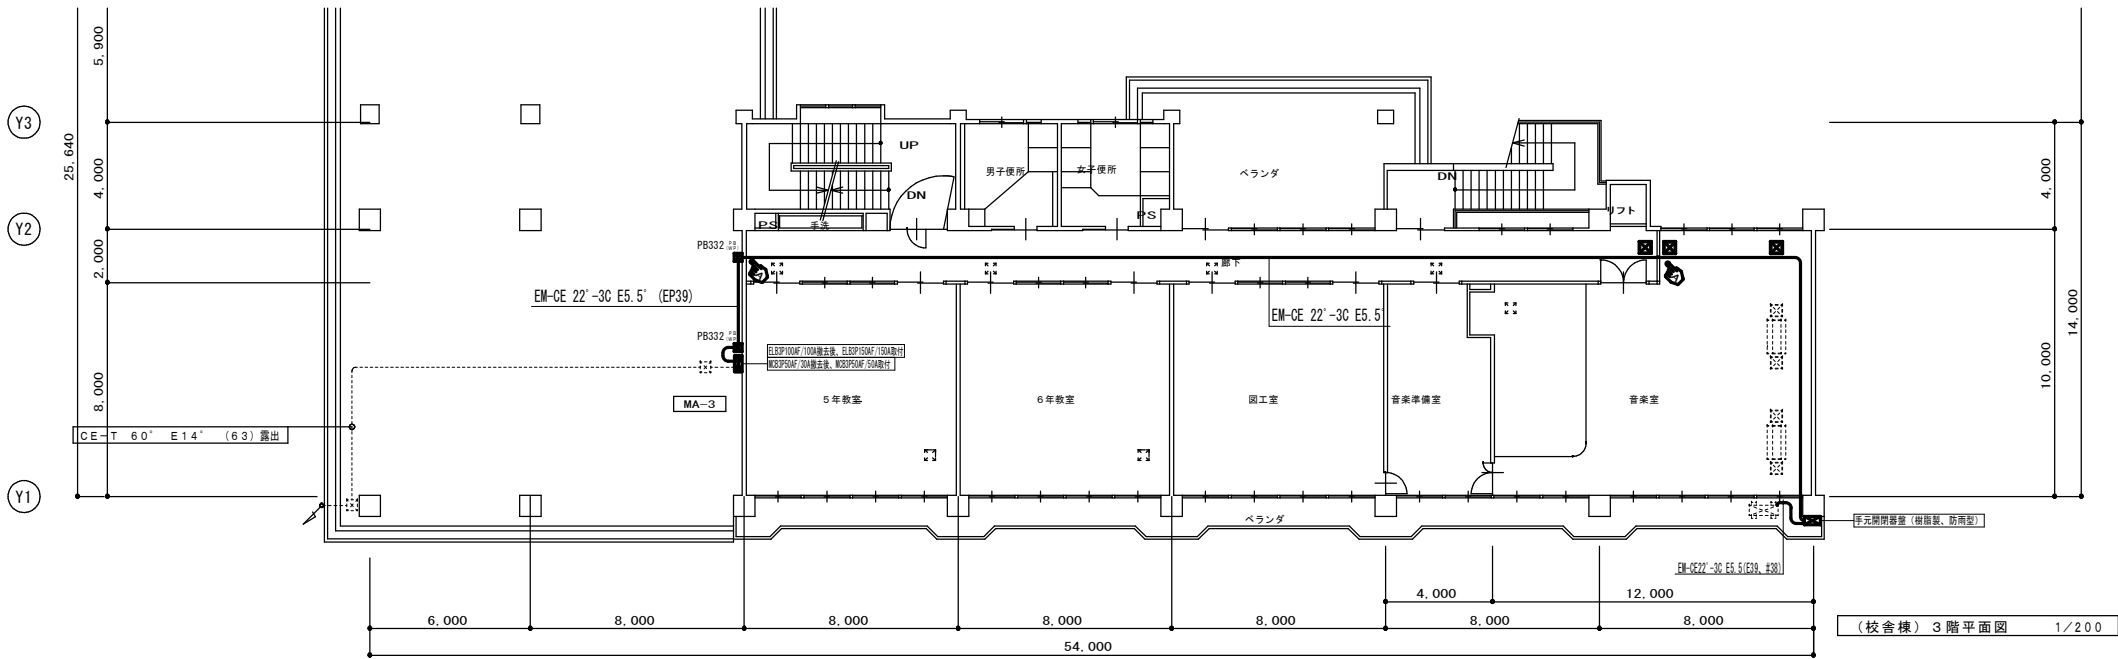 5,900
Y3
25,640
4,000
Y2
2,000
8,000
Y1
UP
DN
PS
手洗
男子便所
女子便所
PS
ベランダ
DN
リフト
4,000
14,000
10,000
PB332
廊下
EM-CE 22°-3C E5.5° (EP39)
EM-CE 22°-3C E5.5°
PB332
ELB3P100AF/100A撤去後、ELB3P150AF/150A取付
MCB3P50AF/30A撤去後、MCB3P50AF/50A取付
MA-3
5年教室
6年教室
図工室
音楽準備室
音楽室
CE-T 60° E14° (63)露出
ベランダ
手元開閉器盤(樹脂製、防雨型)
EM-CE22°-3C E5.5(E39、#38)
4,000
12,000
6,000
8,000
8,000
8,000
8,000
8,000
8,000
54,000
(校舎棟)3階平面図 1/200